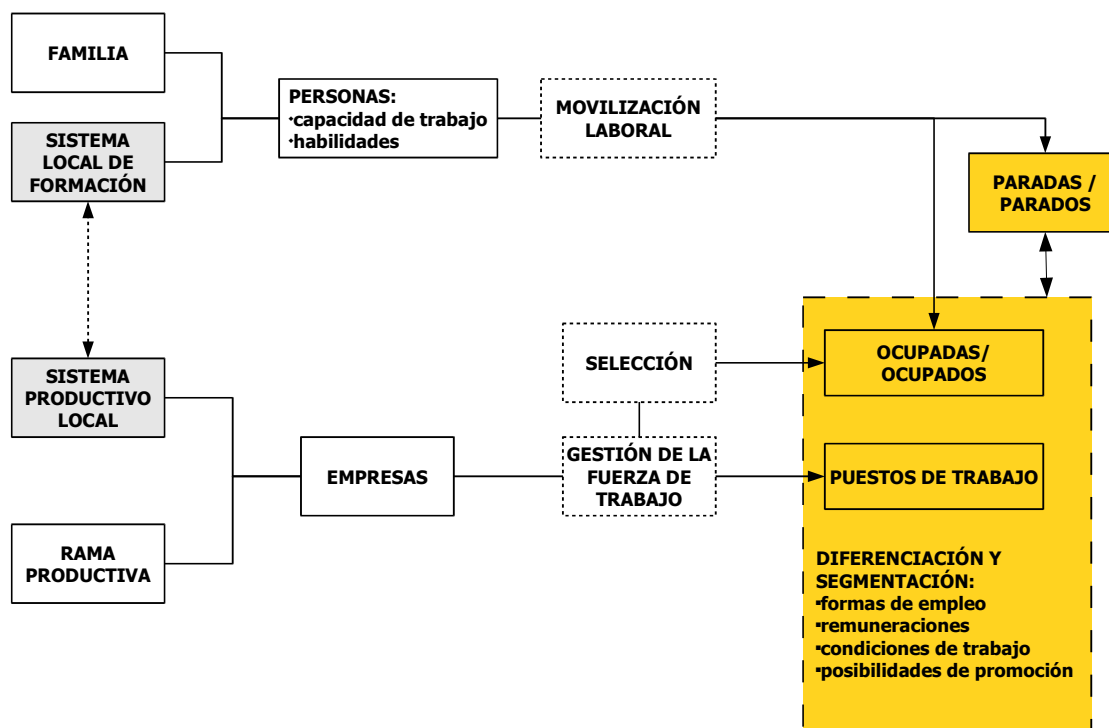 FAMILIA
SISTEMA
LOCAL DE
FORMACIÓN
PERSONAS:
·capacidad de trabajo
·habilidades
MOVILIZACIÓN
LABORAL
PARADAS /
PARADOS
SISTEMA
PRODUCTIVO
LOCAL
RAMA
PRODUCTIVA
EMPRESAS
SELECCIÓN
GESTIÓN DE LA
FUERZA DE
TRABAJO
OCUPADAS/
OCUPADOS
PUESTOS DE TRABAJO
DIFERENCIACIÓN Y
SEGMENTACIÓN:
·formas de empleo
·remuneraciones
·condiciones de trabajo
·posibilidades de promoción